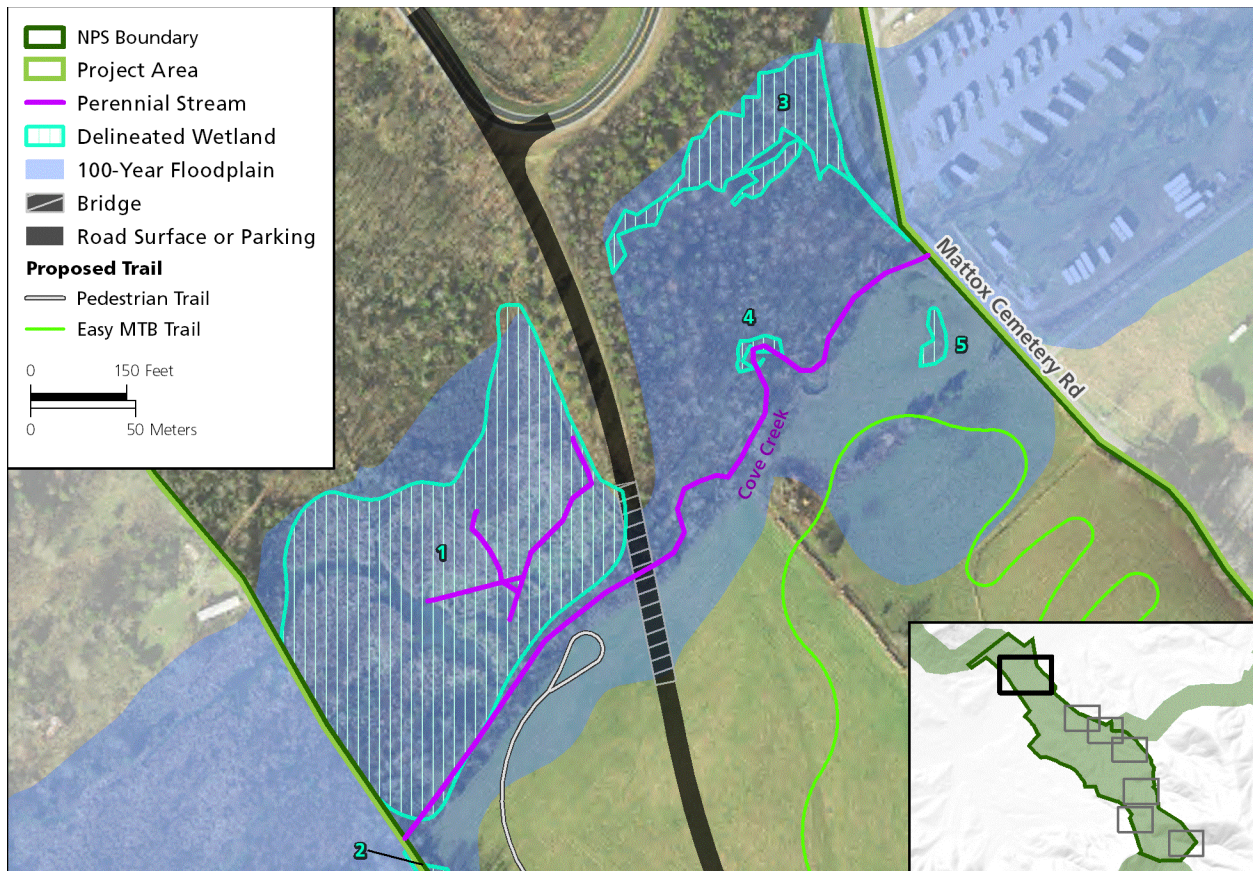 NPS Boundary
Project Area
Perennial Stream
Delineated Wetland
100-Year Floodplain
Bridge
Road Surface or Parking
Proposed Trail
Pedestrian Trail
Easy MTB Trail
0 150 Feet
0 50 Meters
3
Mattox Cemetery Rd
4
5
Cove Creek
1
2